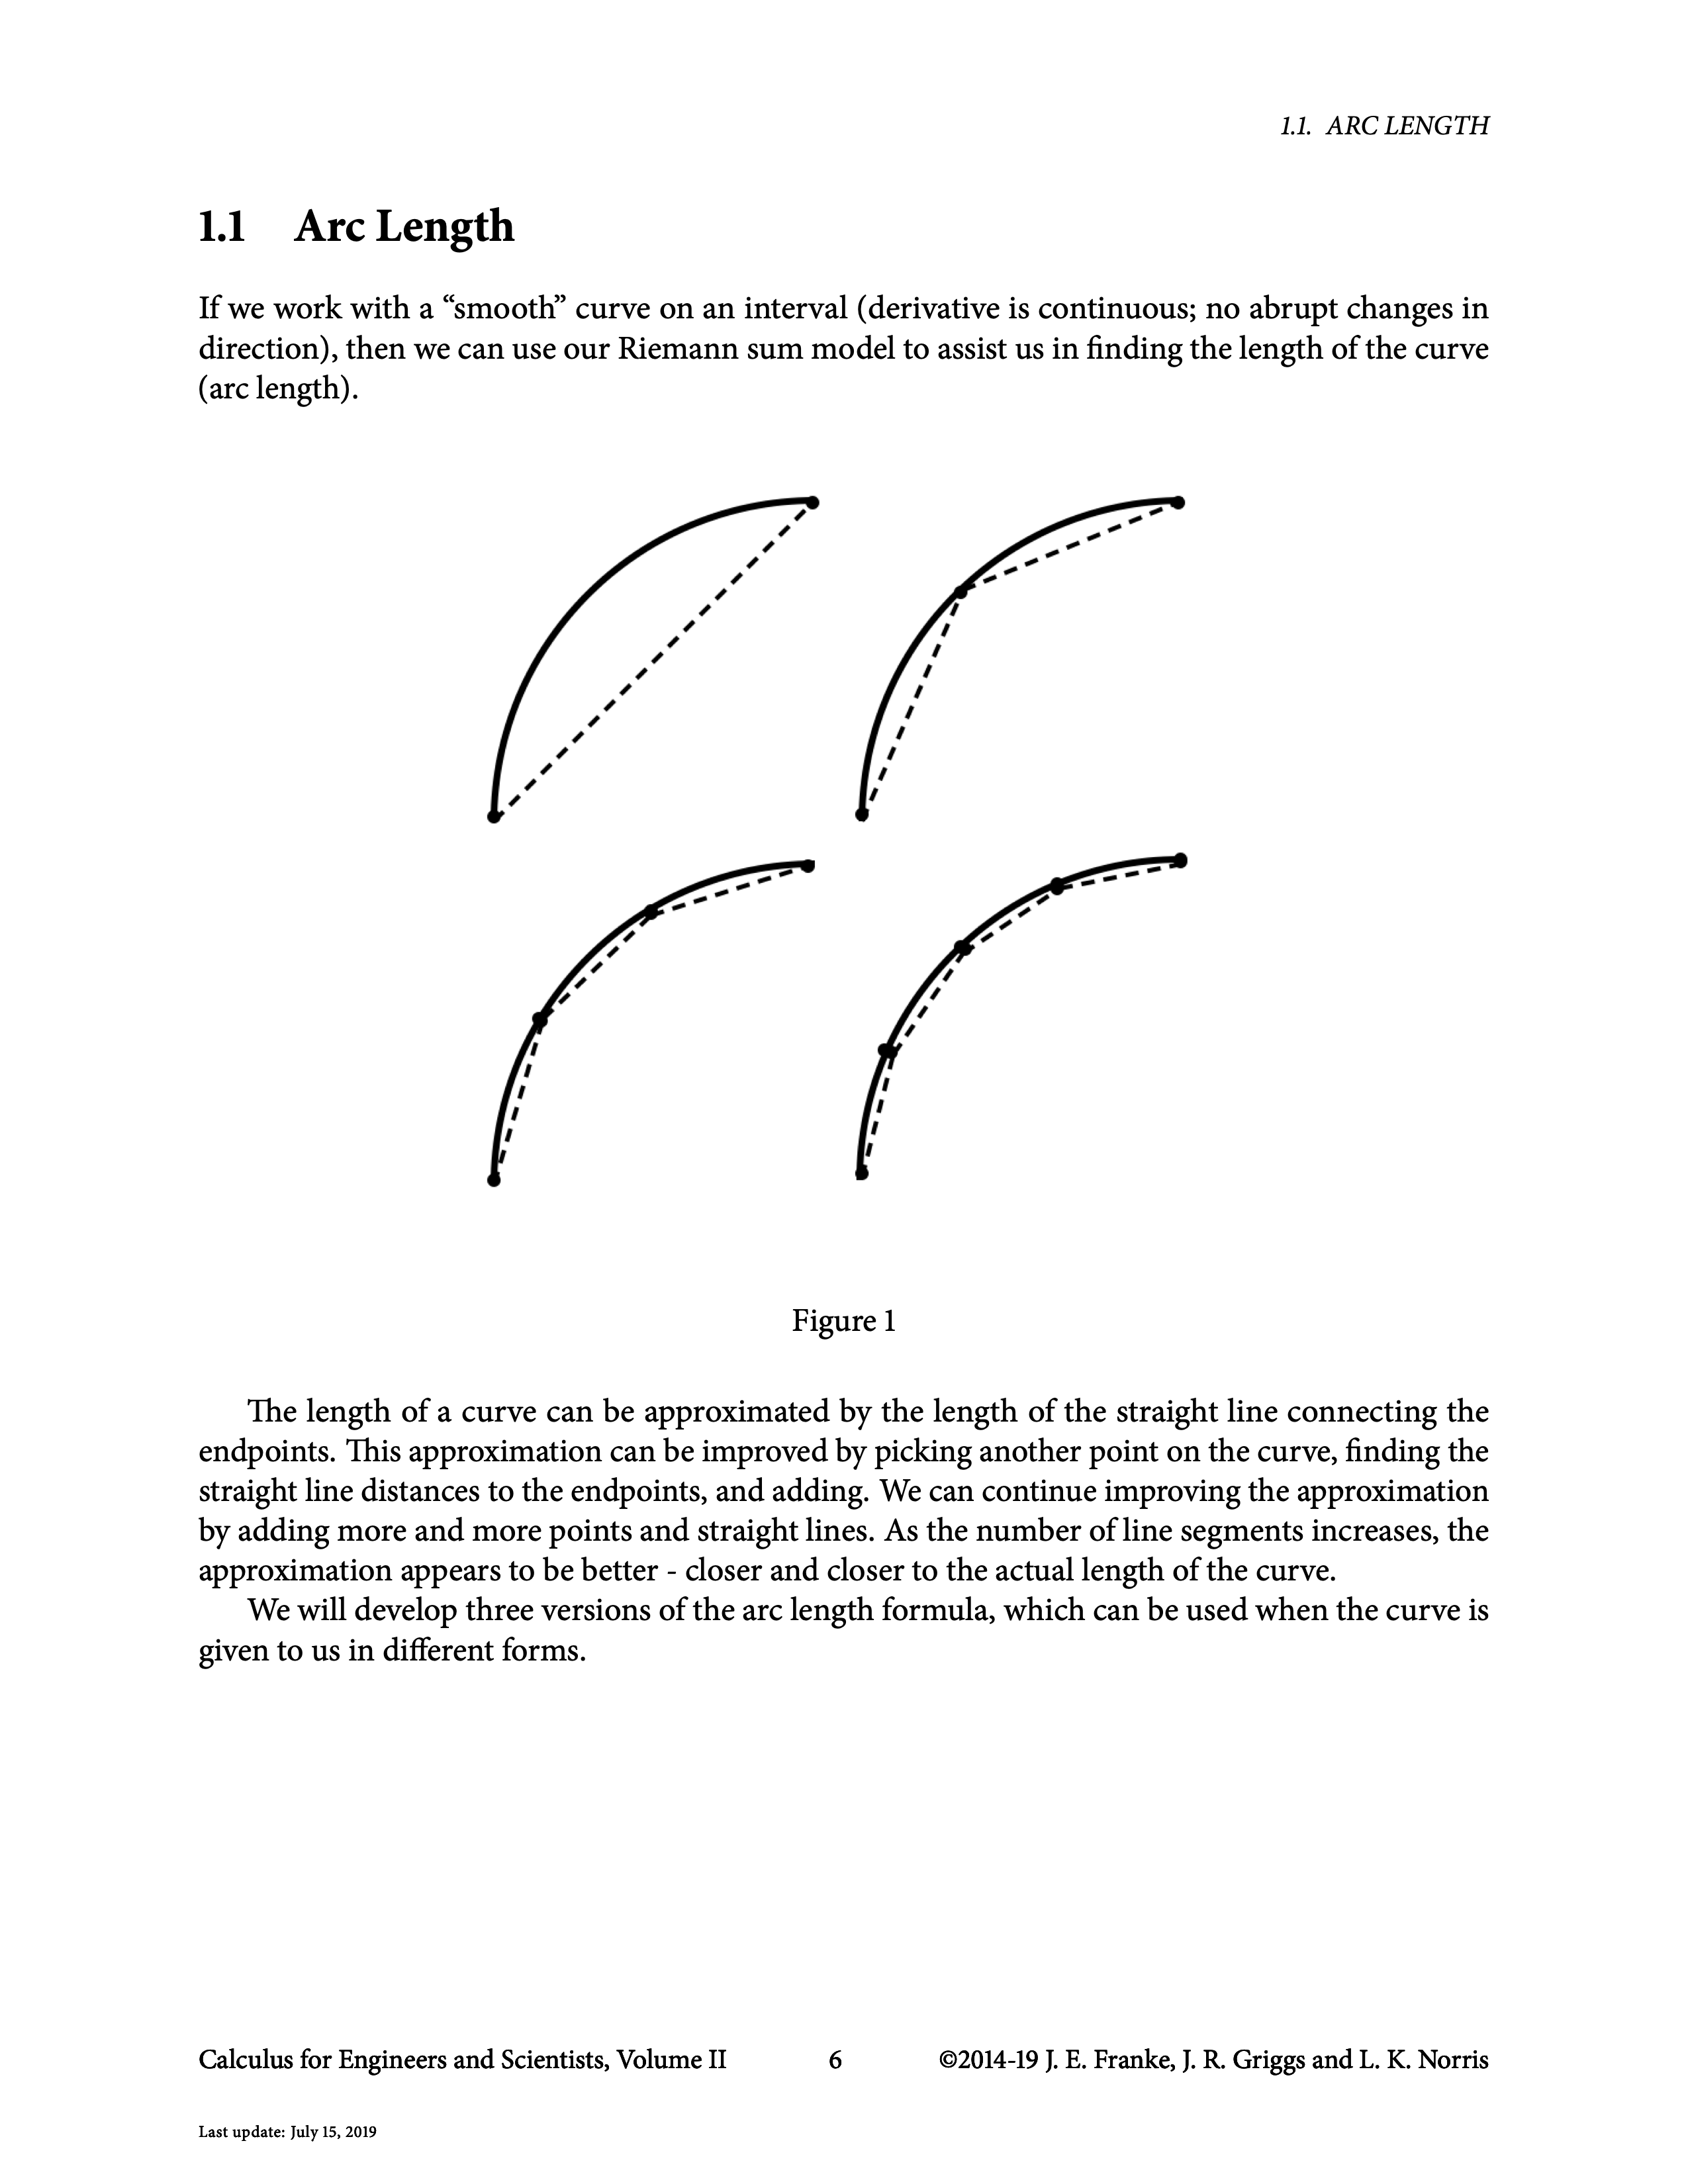 1.1. ARC LENGTH
1.1 Arc Length
If we work with a “smooth” curve on an interval (derivative is continuous; no abrupt changes in
direction), then we can use our Riemann sum model to assist us in finding the length of the curve
(arc length).
Figure 1
The length of a curve can be approximated by the length of the straight line connecting the
endpoints. This approximation can be improved by picking another point on the curve, finding the
straight line distances to the endpoints, and adding. We can continue improving the approximation
by adding more and more points and straight lines. As the number of line segments increases, the
approximation appears to be better - closer and closer to the actual length of the curve.
We will develop three versions of the arc length formula, which can be used when the curve is
given to us in different forms.
Calculus for Engineers and Scientists, Volume II 6 ©2014-19 J. E. Franke, J. R. Griggs and L. K. Norris
Last update: July 15, 2019